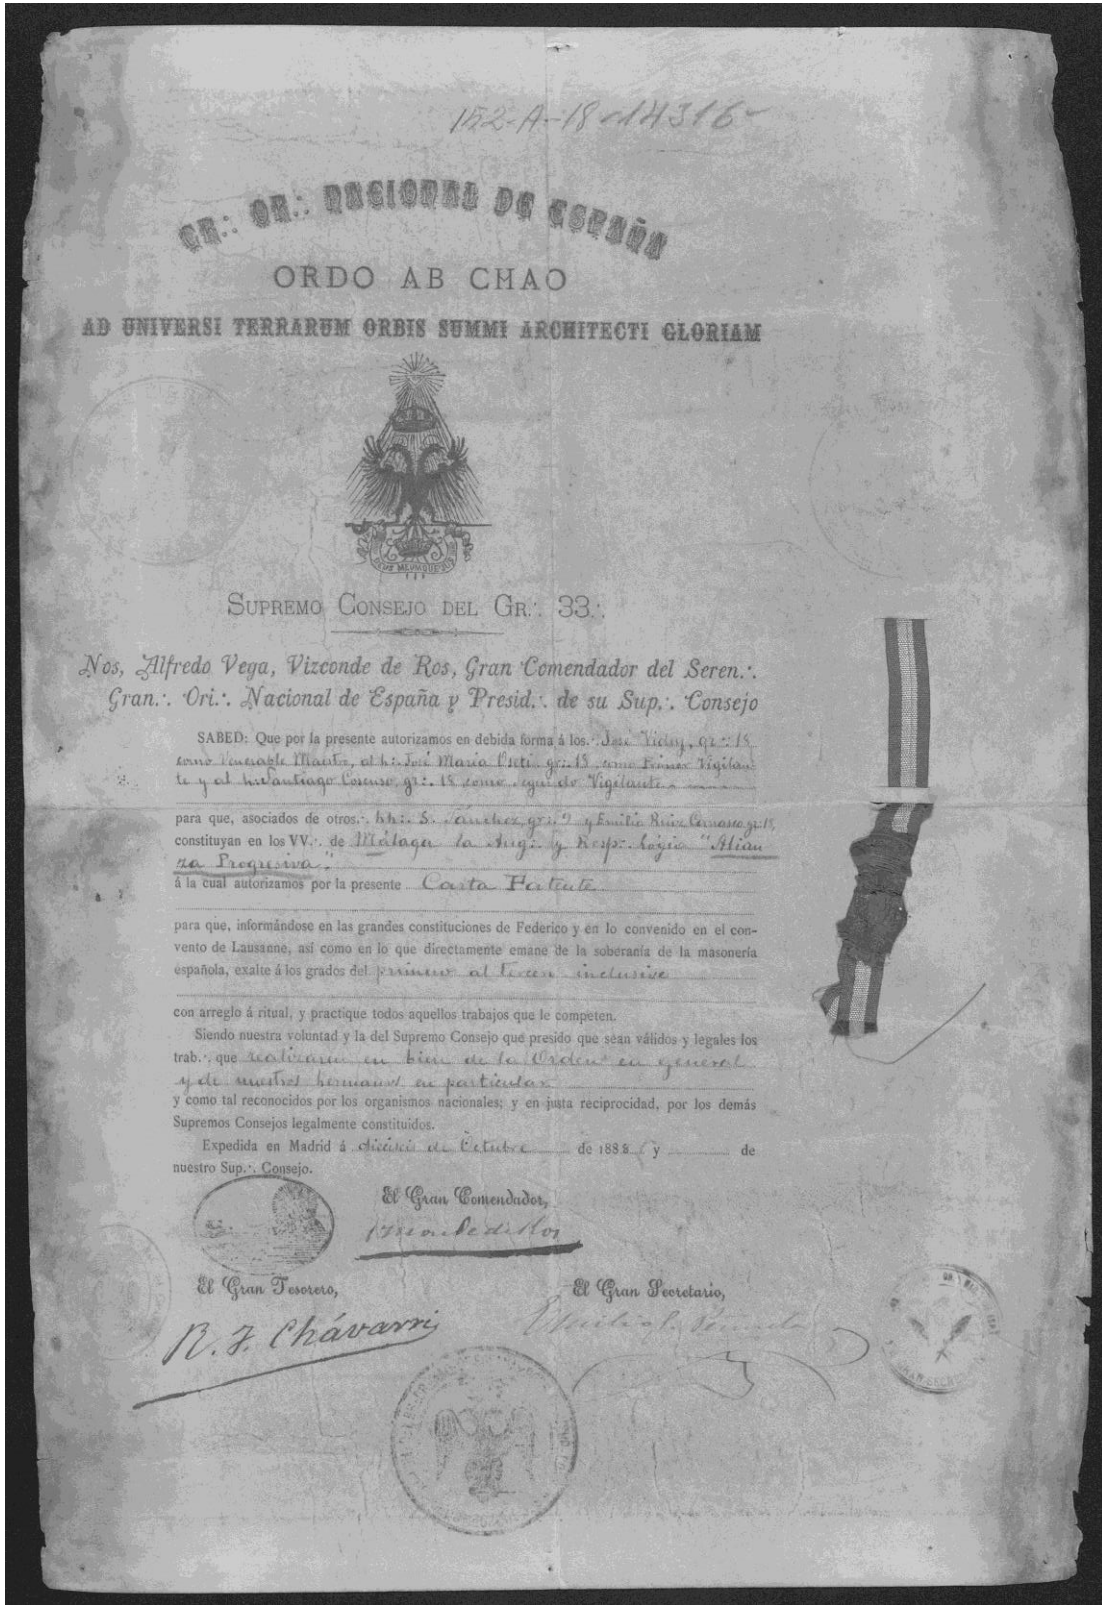 152-A-18
GR.·. OR.·. NACIONAL DE ESPAÑA
ORDO AB CHAO
AD UNIVERSI TERRARUM ORBIS SUMMI ARCHITECTI GLORIAM
SUPREMO CONSEJO DEL GR.·. 33.·.
Nos, Alfredo Vega, Vizconde de Ros, Gran Comendador del Seren.·.
Gran.·. Ori.·. Nacional de España y Presid.·. de su Sup.·. Consejo
SABED: Que por la presente autorizamos en debida forma á los.·. José gr.·. 18
como Venerable Maestro, al h.·. José María gr.·. 18, como Primer Vigilan-
te y al h.·. Santiago gr.·. 18 como Segundo Vigilante
para que, asociados de otros.·. hh.·. S. Sánchez, gr.·. 9 y Emilio Ruiz Carrasco gr.·. 18,
constituyan en los VV.·. de Málaga la Aug.·. y Resp.·. Logia "Alian
za Progresiva"
á la cual autorizamos por la presente Carta Patente
para que, informándose en las grandes constituciones de Federico y en lo convenido en el con-
vento de Lausanne, así como en lo que directamente emane de la soberanía de la masonería
española, exalte á los grados del primero al tercero inclusive
con arreglo á ritual, y practique todos aquellos trabajos que le competen.
Siendo nuestra voluntad y la del Supremo Consejo que presido que sean válidos y legales los
trab.·. que realizaren en bien de la Orden en general
y de nuestros hermanos en particular
y como tal reconocidos por los organismos nacionales; y en justa reciprocidad, por los demás
Supremos Consejos legalmente constituidos.
Expedida en Madrid á dieciseis de Octubre de 1888 y de
nuestro Sup.·. Consejo.
El Gran Comendador,
Vizconde de Ros
El Gran Tesorero,
El Gran Secretario,
R. F. Chávarri